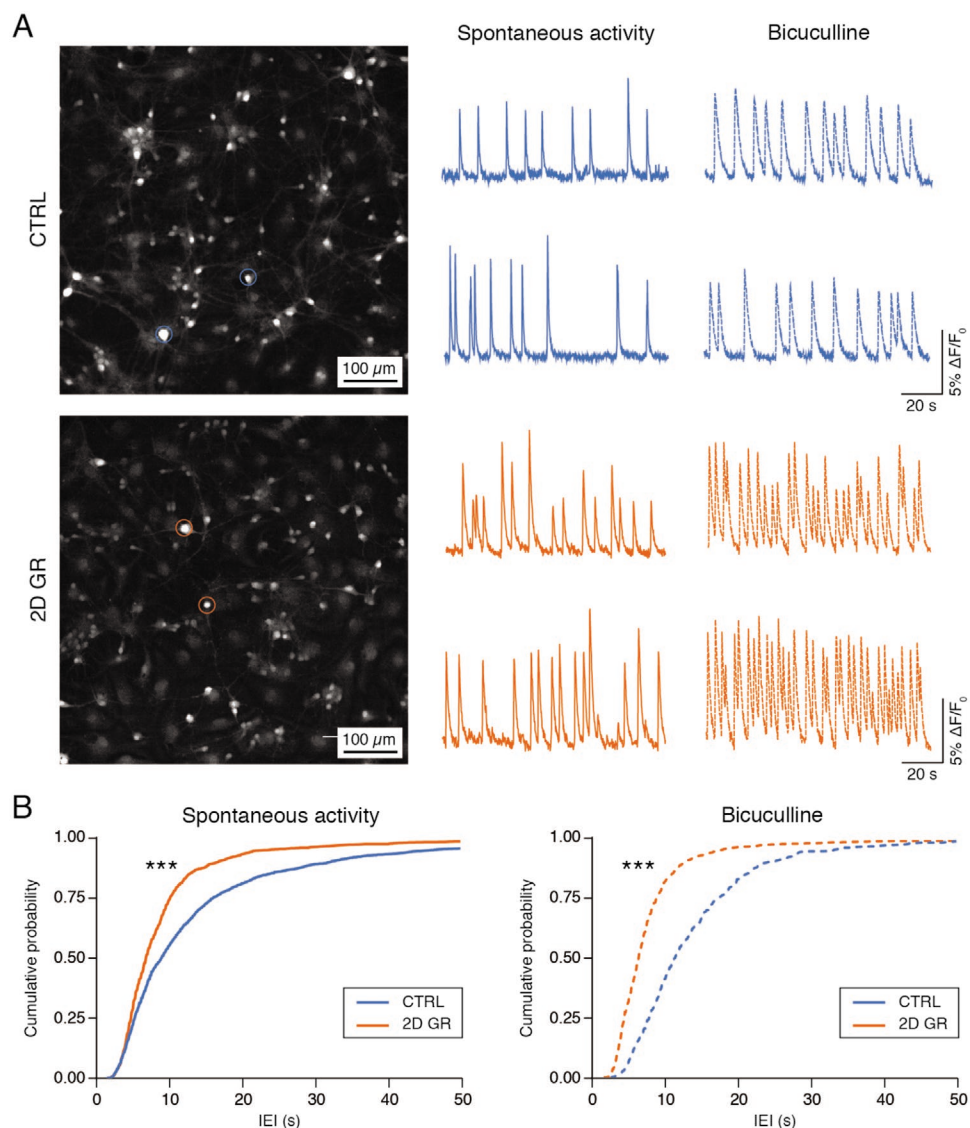 A
Spontaneous activity
Bicuculline
CTRL
100 µm
5% ΔF/F0
20 s
2D GR
100 µm
5% ΔF/F0
20 s
B
Spontaneous activity
1.00
0.75
0.50
0.25
0.00
Cumulative probability
***
CTRL
2D GR
0 10 20 30 40 50
IEI (s)
Bicuculline
1.00
0.75
0.50
0.25
0.00
Cumulative probability
***
CTRL
2D GR
0 10 20 30 40 50
IEI (s)